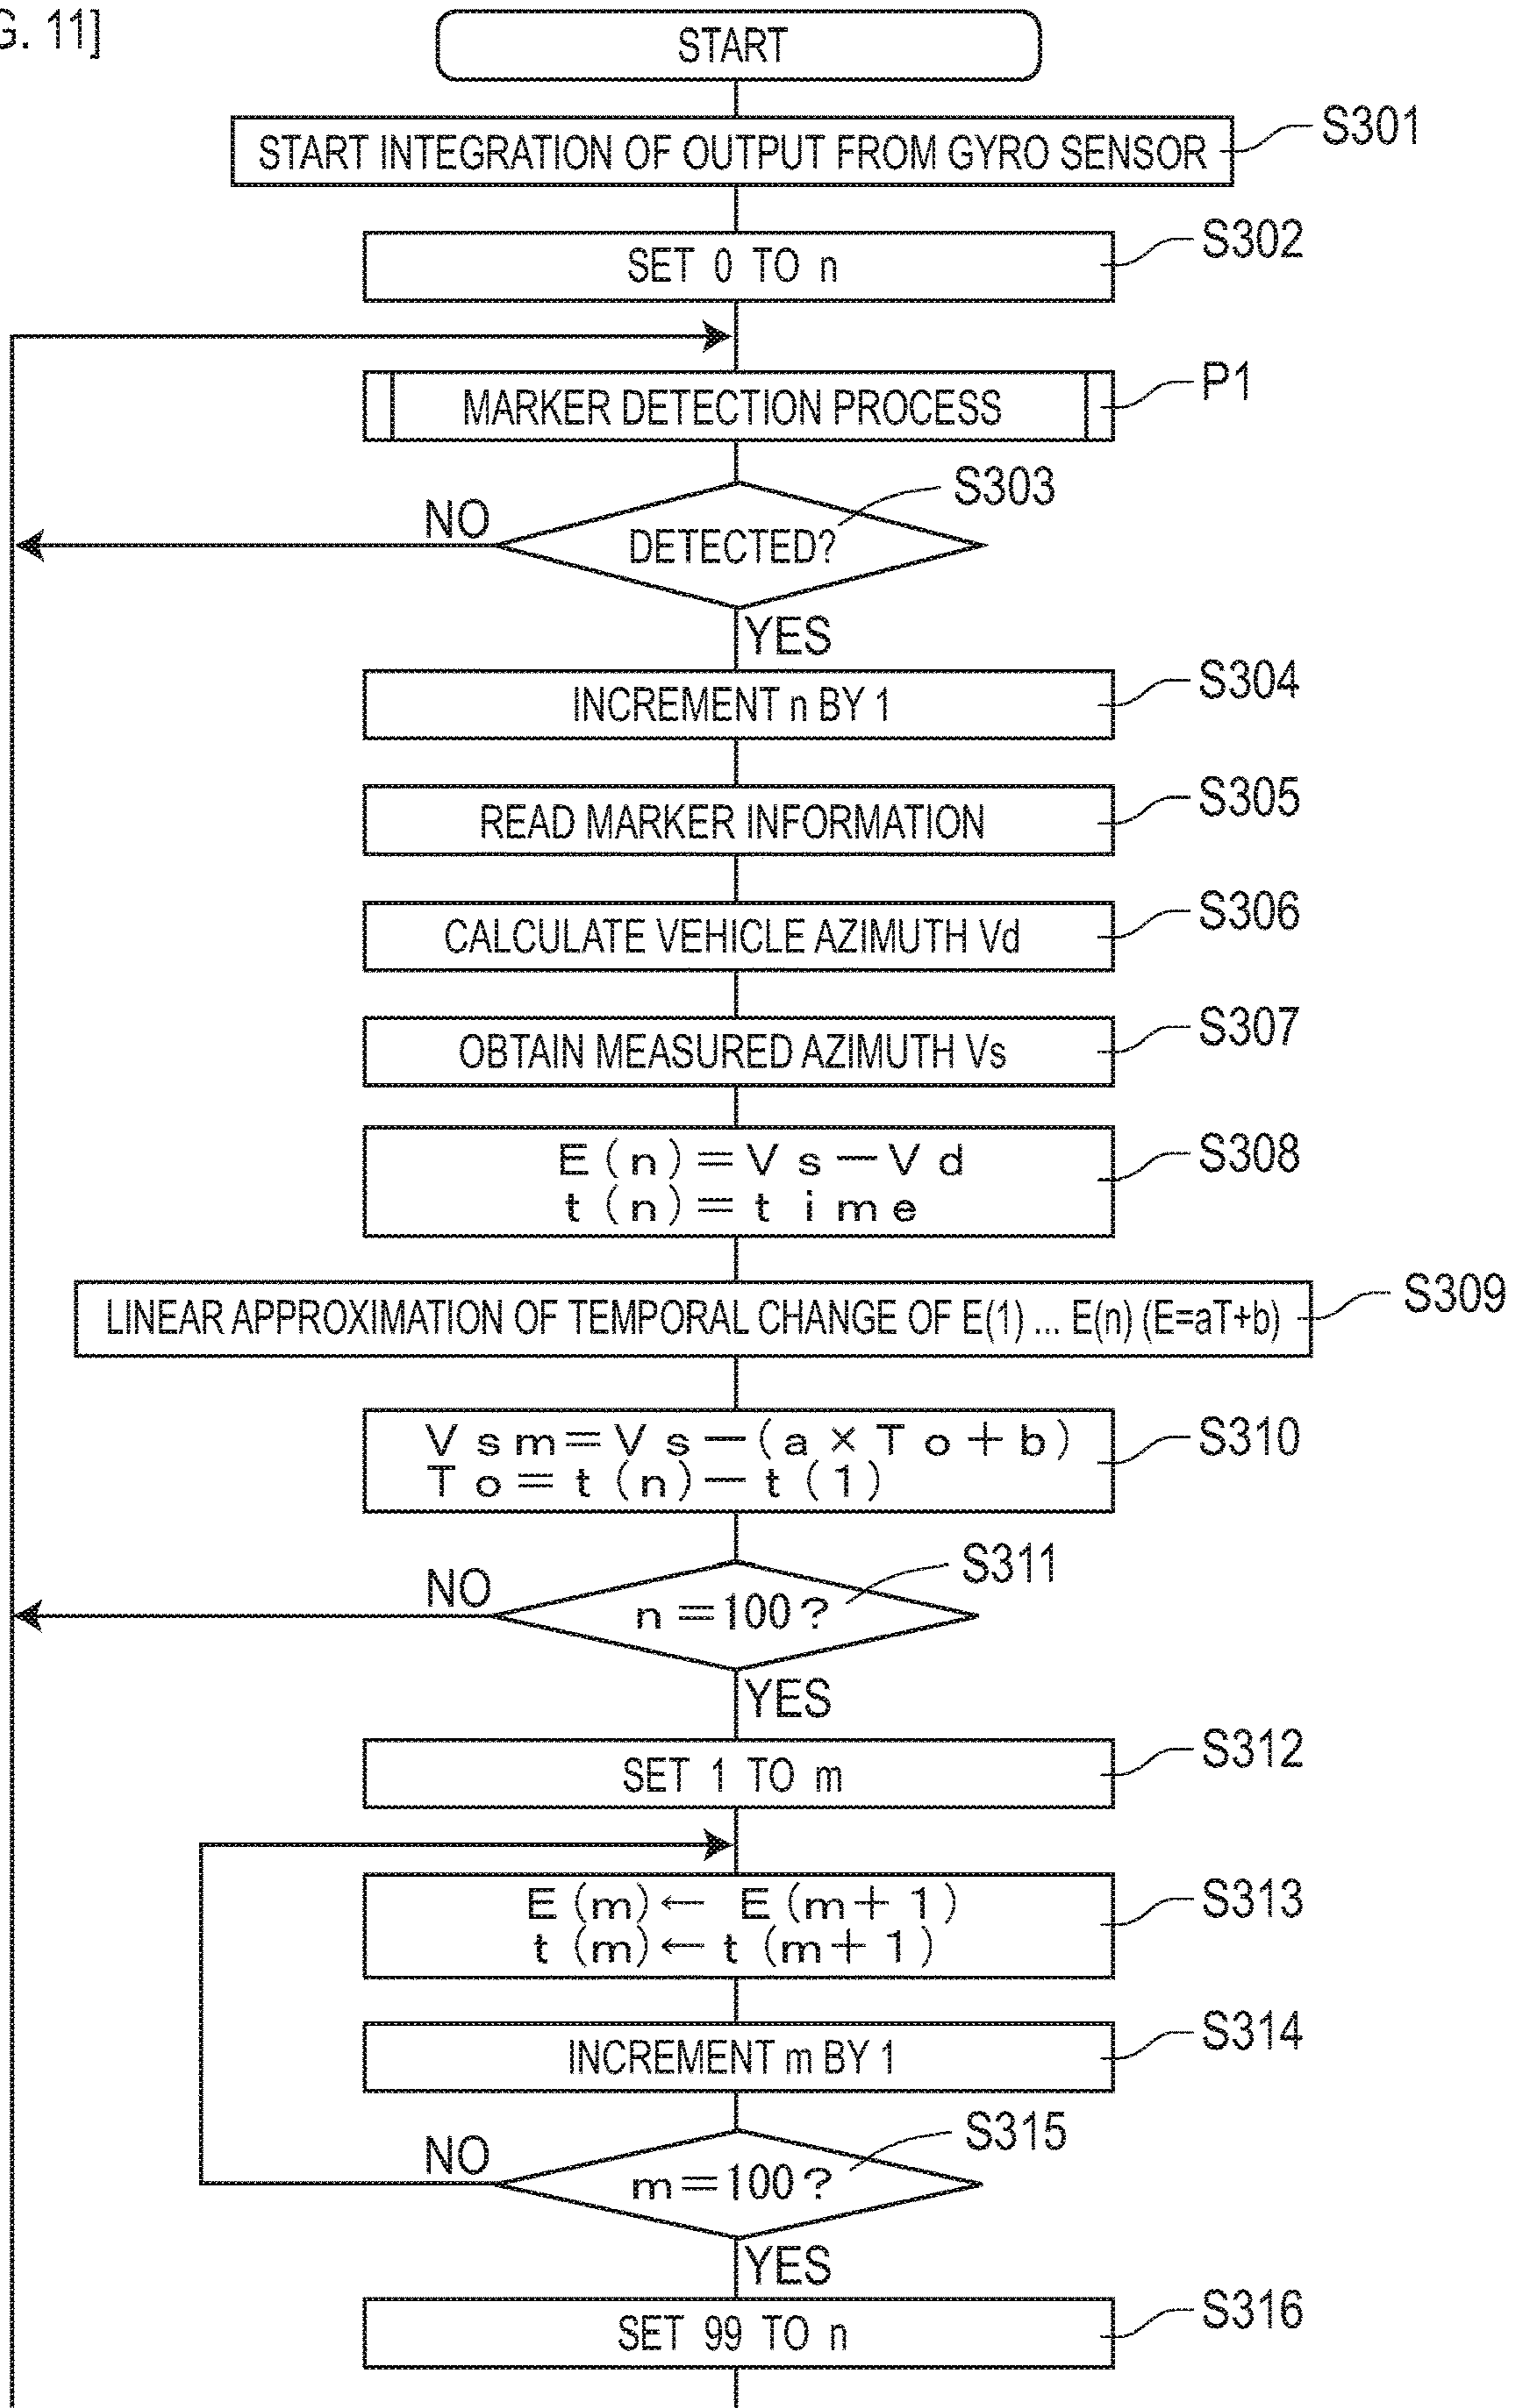 G. 11]
START
START INTEGRATION OF OUTPUT FROM GYRO SENSOR
S301
SET 0 TO n
S302
MARKER DETECTION PROCESS
P1
S303
NO
DETECTED?
YES
INCREMENT n BY 1
S304
READ MARKER INFORMATION
S305
CALCULATE VEHICLE AZIMUTH Vd
S306
OBTAIN MEASURED AZIMUTH Vs
S307
E(n)=Vs-Vd
t(n)=time
S308
LINEAR APPROXIMATION OF TEMPORAL CHANGE OF E(1) ... E(n) (E=aT+b)
S309
Vsm=Vs-(a×To+b)
To=t(n)-t(1)
S310
S311
NO
n=100?
YES
SET 1 TO m
S312
E(m)← E(m+1)
t(m)←t(m+1)
S313
INCREMENT m BY 1
S314
S315
NO
m=100?
YES
SET 99 TO n
S316